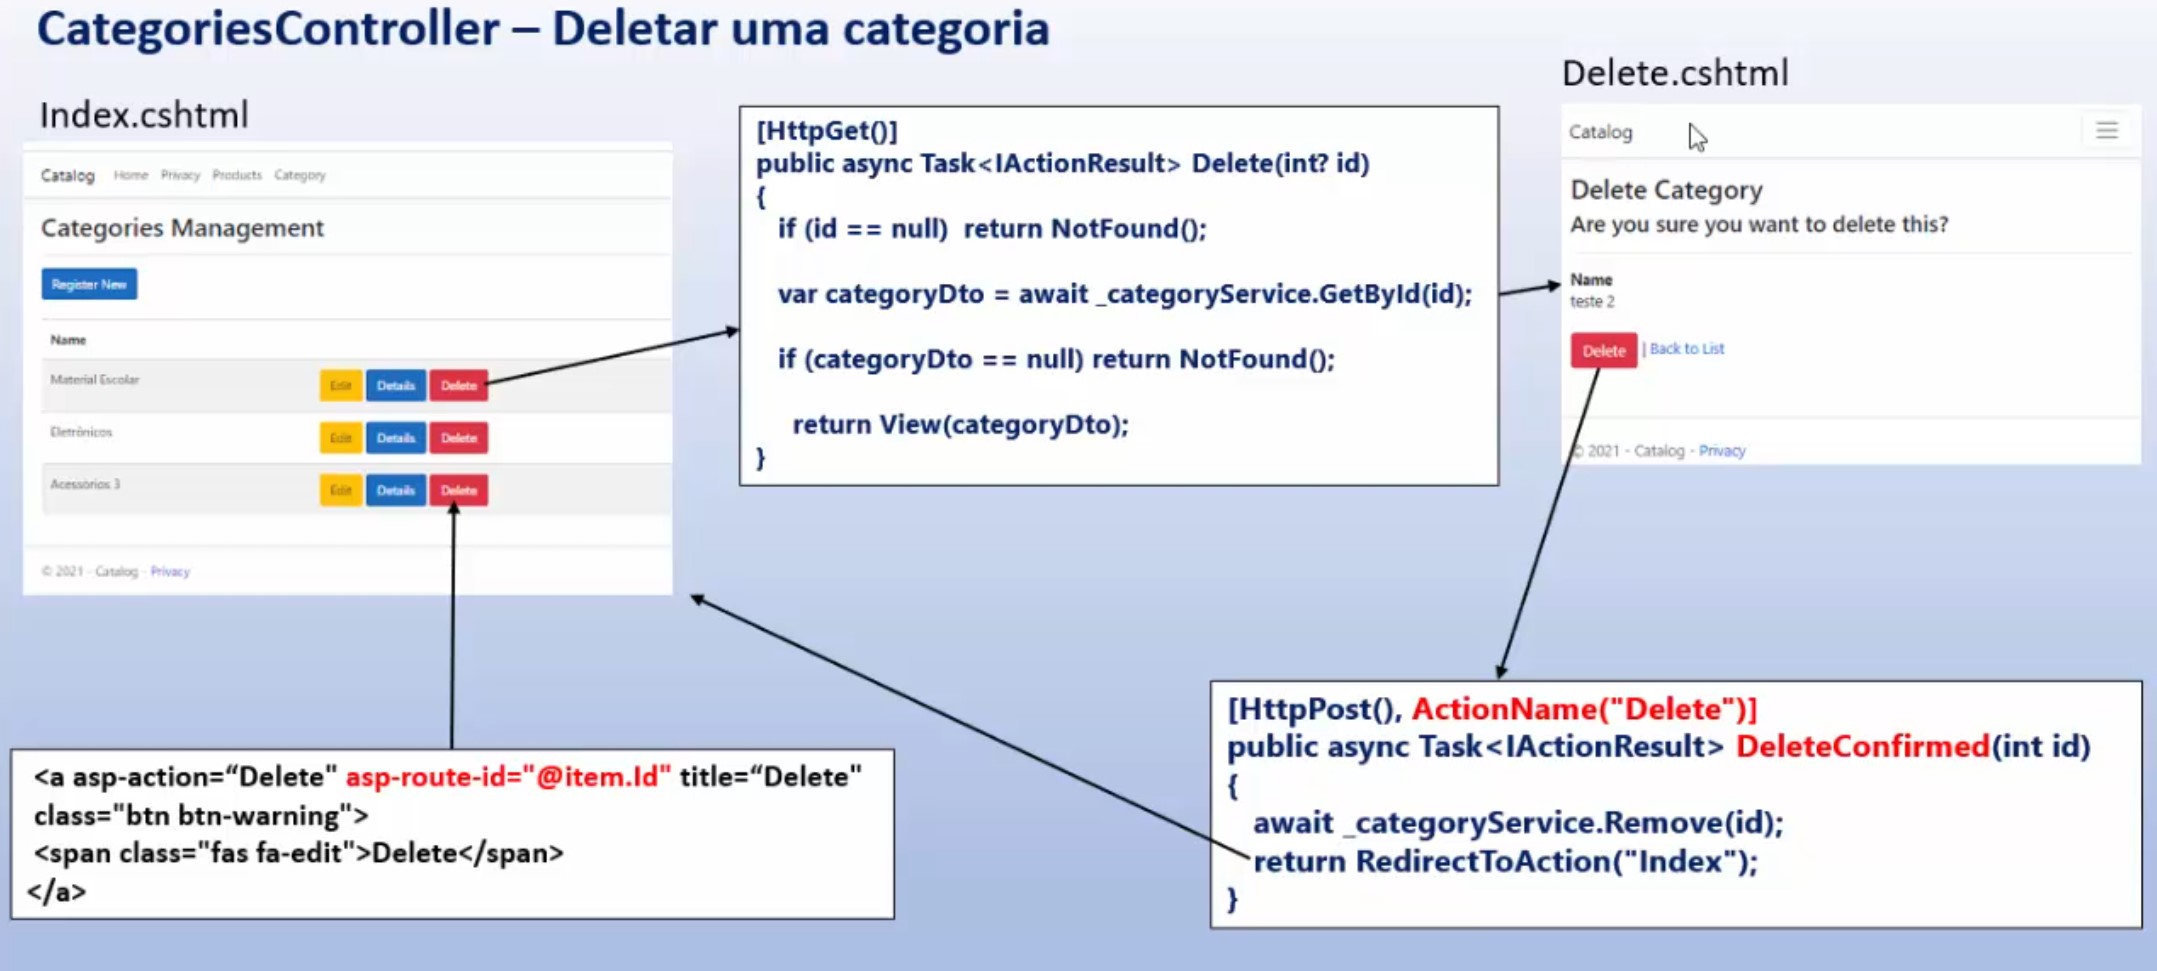 CategoriesController – Deletar uma categoria
Index.cshtml
Catalog Home Privacy Products Category
Categories Management
Register New
Name
Material Escolar Edit Details Delete
Eletrônicos Edit Details Delete
Acessórios 3 Edit Details Delete
© 2021 - Catalog - Privacy
[HttpGet()]
public async Task<IActionResult> Delete(int? id)
{
if (id == null) return NotFound();
var categoryDto = await _categoryService.GetById(id);
if (categoryDto == null) return NotFound();
return View(categoryDto);
}
Delete.cshtml
Catalog
Delete Category
Are you sure you want to delete this?
Name
teste 2
Delete | Back to List
© 2021 - Catalog - Privacy
<a asp-action=“Delete" asp-route-id="@item.Id" title=“Delete"
class="btn btn-warning">
<span class="fas fa-edit">Delete</span>
</a>
[HttpPost(), ActionName("Delete")]
public async Task<IActionResult> DeleteConfirmed(int id)
{
await _categoryService.Remove(id);
return RedirectToAction("Index");
}